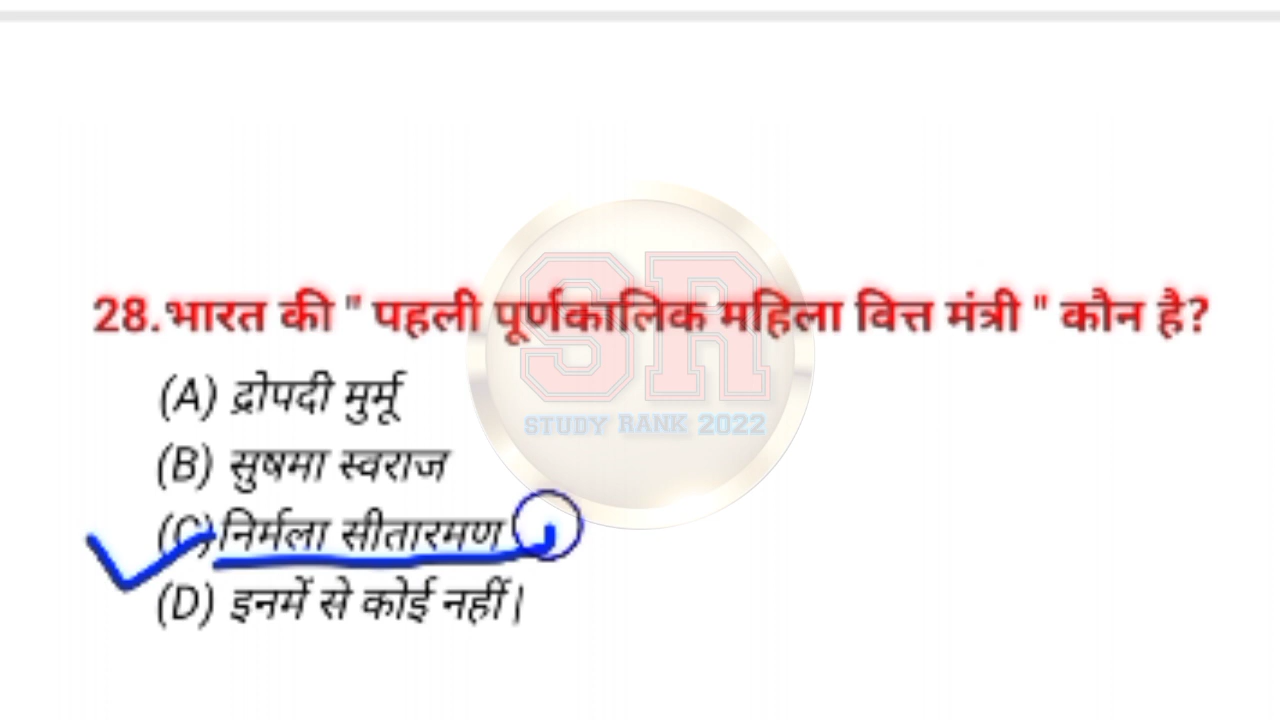 28.भारत की " पहली पूर्णकालिक महिला वित्त मंत्री " कौन है?
(A) द्रोपदी मुर्मू
(B) सुषमा स्वराज
(C) निर्मला सीतारमण
(D) इनमें से कोई नहीं|
SR
STUDY RANK 2022